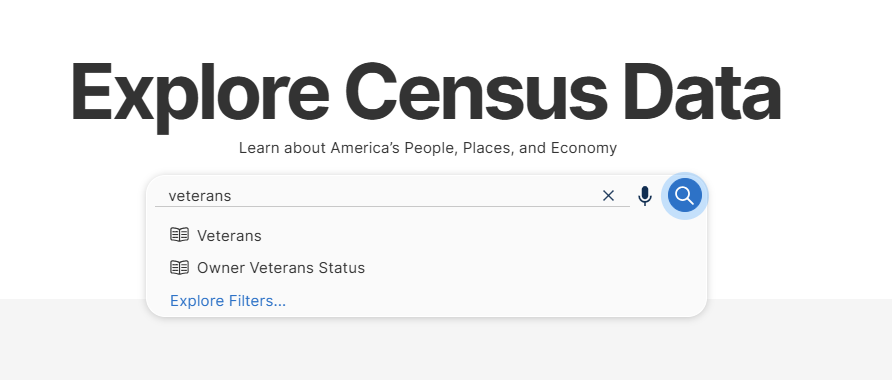 Explore Census Data
Learn about America’s People, Places, and Economy
veterans
Veterans
Owner Veterans Status
Explore Filters...